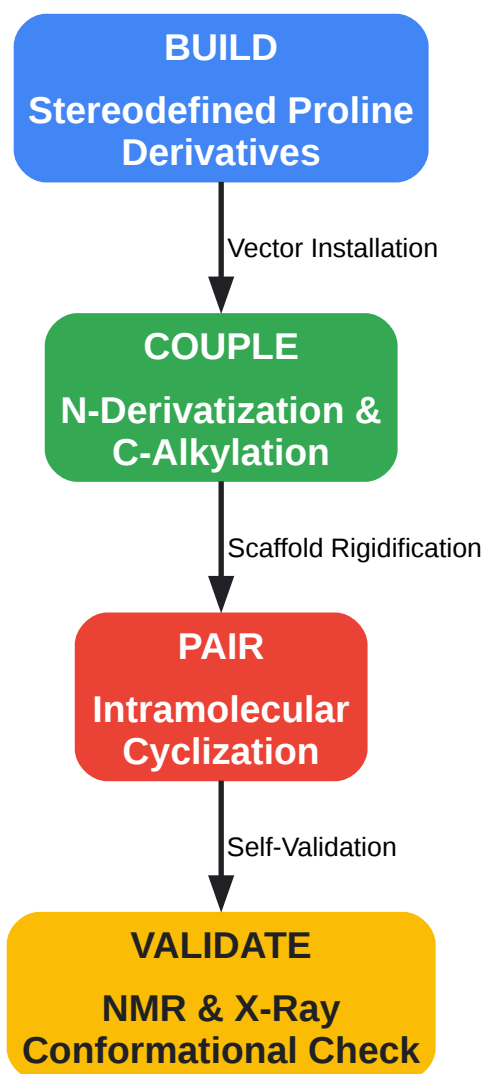 BUILD
Stereodefined Proline
Derivatives
Vector Installation
COUPLE
N-Derivatization &
C-Alkylation
Scaffold Rigidification
PAIR
Intramolecular
Cyclization
Self-Validation
VALIDATE
NMR & X-Ray
Conformational Check